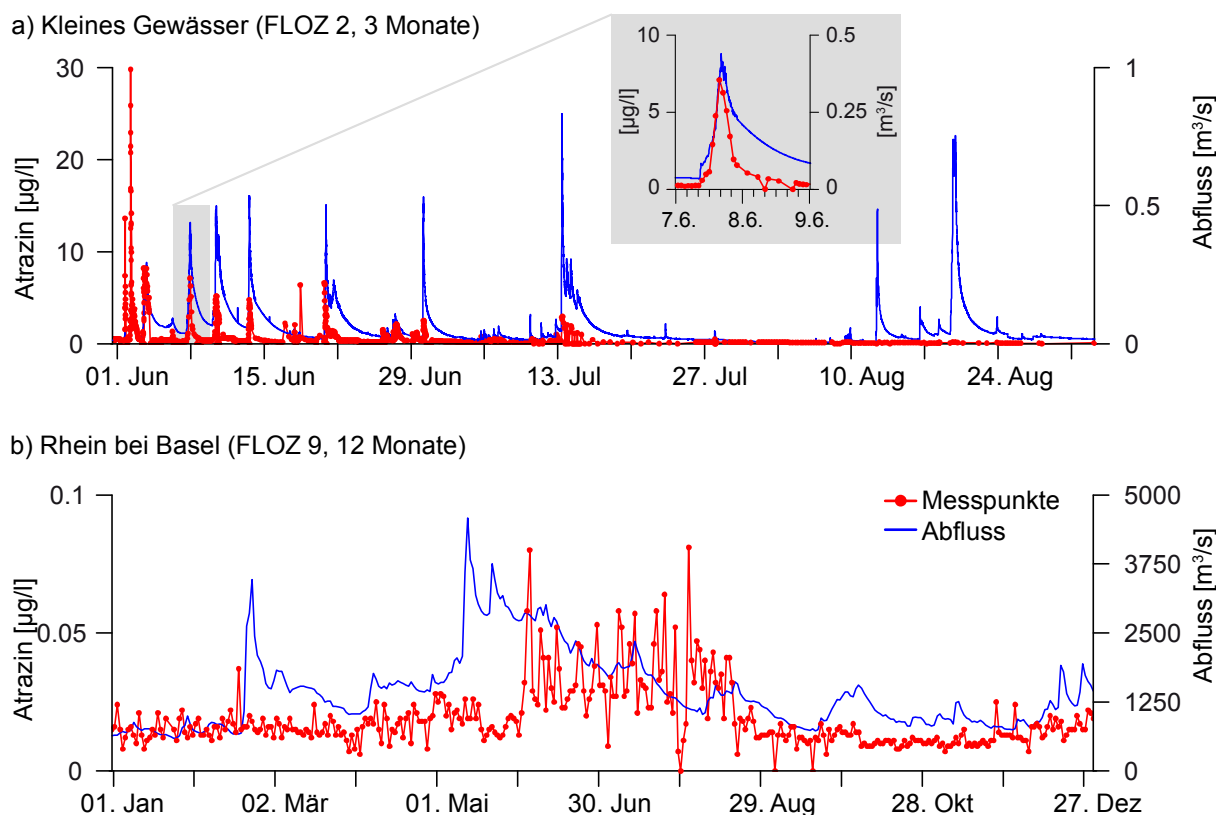 a) Kleines Gewässer (FLOZ 2, 3 Monate)
30
20
10
0
Atrazin [µg/l]
1
0.5
0
Abfluss [m³/s]
10
5
0
[µg/l]
0.5
0.25
0
[m³/s]
7.6. 8.6. 9.6.
01. Jun 15. Jun 29. Jun 13. Jul 27. Jul 10. Aug 24. Aug
b) Rhein bei Basel (FLOZ 9, 12 Monate)
0.1
0.05
0
Atrazin [µg/l]
Messpunkte
Abfluss
5000
3750
2500
1250
0
Abfluss [m³/s]
01. Jan 02. Mär 01. Mai 30. Jun 29. Aug 28. Okt 27. Dez